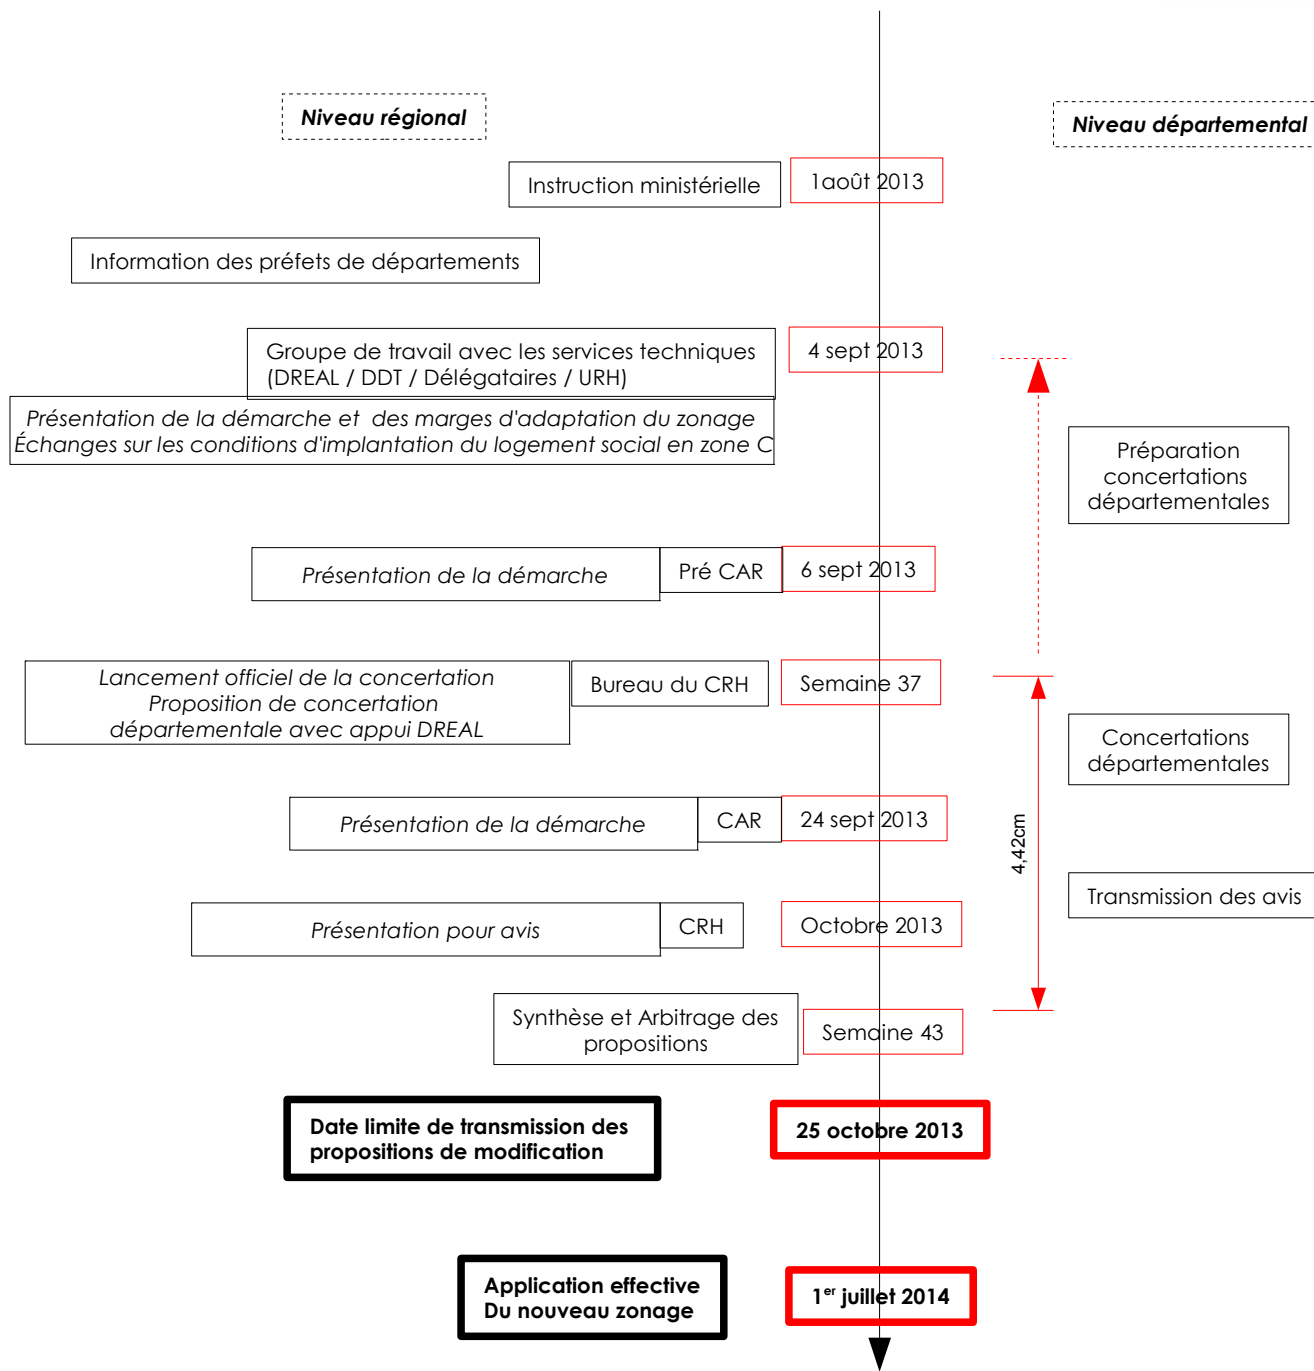 Niveau régional
Niveau départemental
Instruction ministérielle
1août 2013
Information des préfets de départements
Groupe de travail avec les services techniques
(DREAL / DDT / Délégataires / URH)
4 sept 2013
Présentation de la démarche et  des marges d'adaptation du zonage
Échanges sur les conditions d'implantation du logement social en zone C
Préparation
concertations
départementales
Présentation de la démarche
Pré CAR
6 sept 2013
Lancement officiel de la concertation
Proposition de concertation
départementale avec appui DREAL
Bureau du CRH
Semaine 37
Concertations
départementales
Présentation de la démarche
CAR
24 sept 2013
4,42cm
Transmission des avis
Présentation pour avis
CRH
Octobre 2013
Synthèse et Arbitrage des
propositions
Semaine 43
Date limite de transmission des
propositions de modification
25 octobre 2013
Application effective
Du nouveau zonage
1er juillet 2014